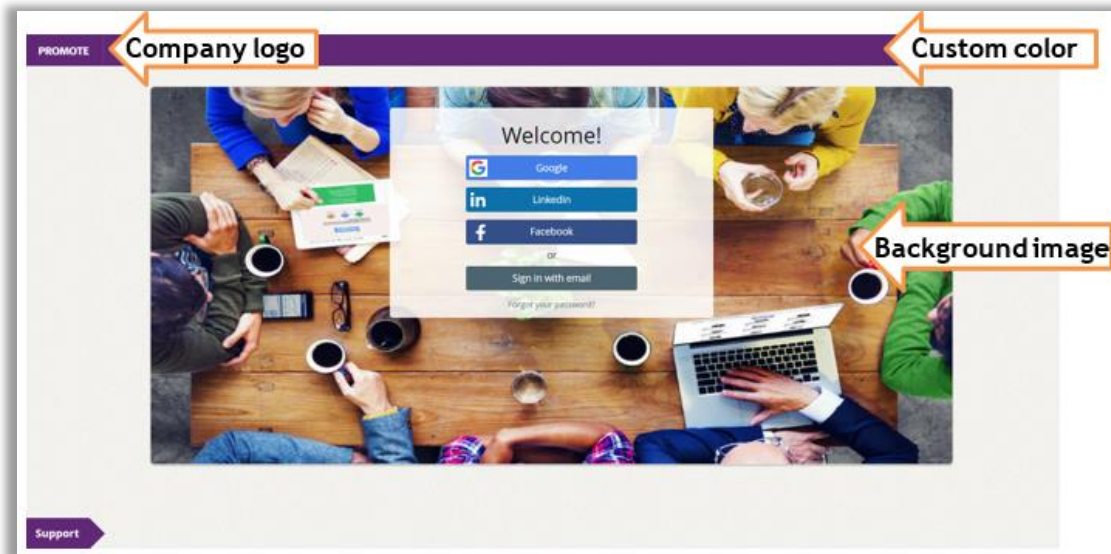 PROMOTE
Company logo
Custom color
Welcome!
Google
in
LinkedIn
f
Facebook
or
Background image
Sign in with email
Forgot your password?
Support